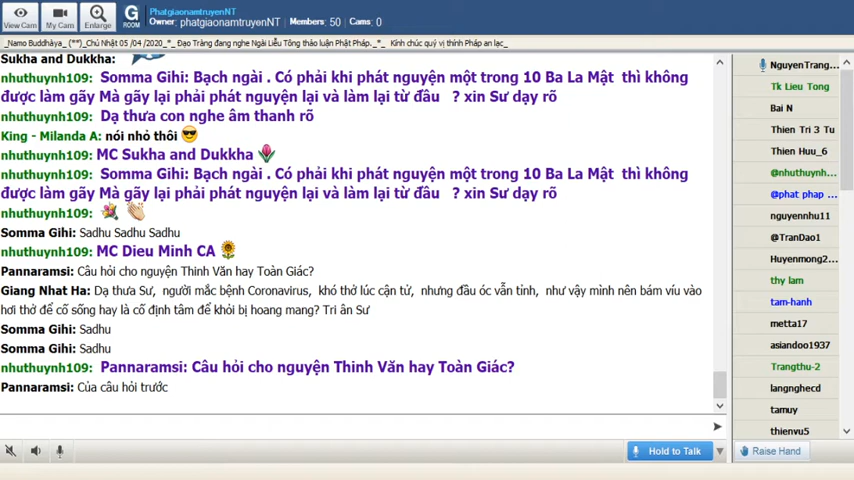 View Cam
My Cam
Enlarge
G
ROOM
PhatgiaonamtruyenNT
Owner: phatgiaonamtruyenNT | Members: 50 | Cams: 0
_Namo Buddhàya_ (**)_Chủ Nhật 05 /04 /2020_*_ Đạo Tràng đang nghe Ngài Liễu Tông thảo luận Phật Pháp._*_ Kính chúc quý vị thính Pháp an lạc_
Sukha and Dukkha:
nhuthuynh109: Somma Gihi: Bạch ngài . Có phải khi phát nguyện một trong 10 Ba La Mật thì không
được làm gãy Mà gãy lại phải phát nguyện lại và làm lại từ đầu ? xin Sư dạy rõ
nhuthuynh109: Dạ thưa con nghe âm thanh rõ
King - Milanda A: nói nhỏ thôi
nhuthuynh109: MC Sukha and Dukkha
nhuthuynh109: Somma Gihi: Bạch ngài . Có phải khi phát nguyện một trong 10 Ba La Mật thì không
được làm gãy Mà gãy lại phải phát nguyện lại và làm lại từ đầu ? xin Sư dạy rõ
nhuthuynh109:
Somma Gihi: Sadhu Sadhu Sadhu
nhuthuynh109: MC Dieu Minh CA
Pannaramsi: Câu hỏi cho nguyện Thinh Văn hay Toàn Giác?
Giang Nhat Ha: Dạ thưa Sư, người mắc bệnh Coronavirus, khó thở lúc cận tử, nhưng đầu óc vẫn tỉnh, như vậy mình nên bám víu vào
hơi thở để cố sống hay là cố định tâm để khỏi bị hoang mang? Tri ân Sư
Somma Gihi: Sadhu
Somma Gihi: Sadhu
nhuthuynh109: Pannaramsi: Câu hỏi cho nguyện Thinh Văn hay Toàn Giác?
Pannaramsi: Của câu hỏi trước
NguyenTrang...
Tk Lieu Tong
Bai N
Thien Tri 3 Tu
Thien Huu_6
@nhuthuynh...
@phat phap ...
nguyennhu11
@TranDao1
Huyenmong2...
thy lam
tam-hanh
metta17
asiandoo1937
Trangthu-2
langnghecd
tamuy
thienvu5
Hold to Talk
Raise Hand